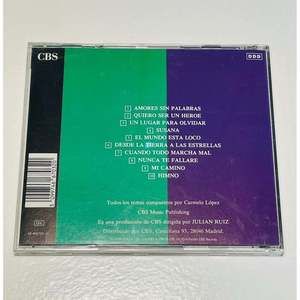 CBS
DDD
1 AMORES SIN PALABRAS
2 QUIERO SER UN HEROE
3 UN LUGAR PARA OLVIDAR
4 SUSANA
5 EL MUNDO ESTA LOCO
6 DESDE LA TIERRA A LAS ESTRELLAS
7 CUANDO TODO MARCHA MAL
8 NUNCA TE FALLARE
9 MI CAMINO
10 HIMNO
Todos los temas compuestos por Carmelo López
CBS Music Publishing
Es una producción de CBS dirigida por JULIAN RUIZ
Distribuido por CBS, 28046 Madrid